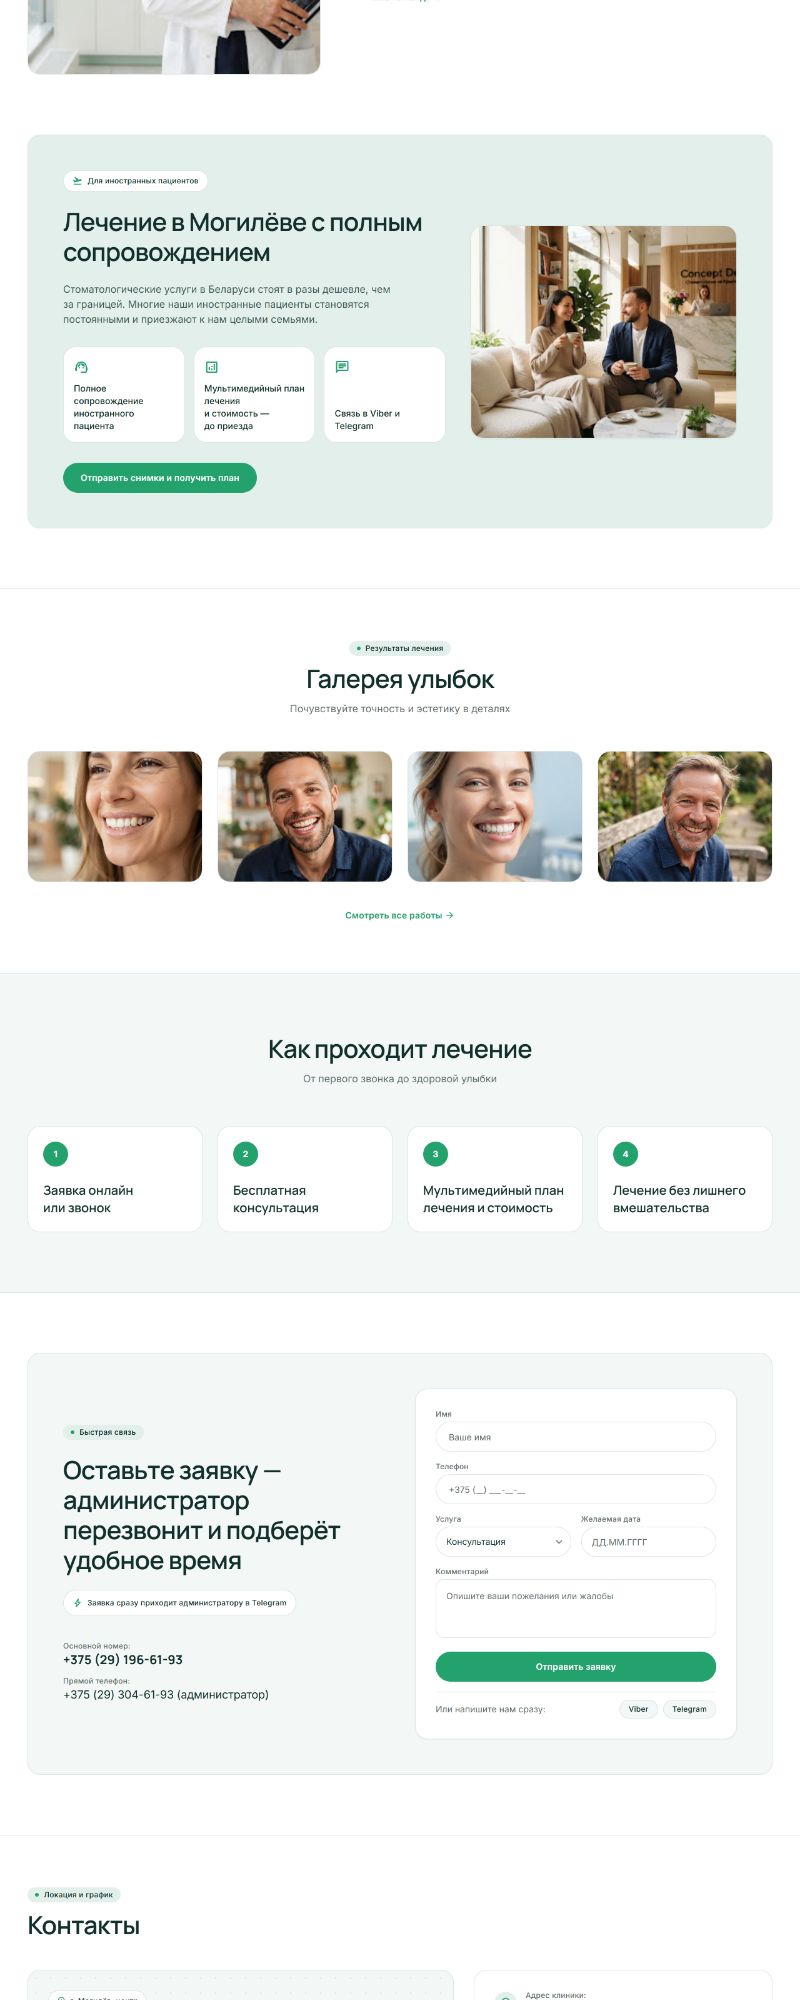 Для иностранных пациентов
Лечение в Могилёве с полным
сопровождением
Стоматологические услуги в Беларуси стоят в разы дешевле, чем
за границей. Многие наши иностранные пациенты становятся
постоянными и приезжают к нам целыми семьями.
Полное
сопровождение
иностранного
пациента
Мультимедийный план
лечения
и стоимость —
до приезда
Связь в Viber и
Telegram
Отправить снимки и получить план
Concept De
Результаты лечения
Галерея улыбок
Почувствуйте точность и эстетику в деталях
Смотреть все работы →
Как проходит лечение
От первого звонка до здоровой улыбки
1
Заявка онлайн
или звонок
2
Бесплатная
консультация
3
Мультимедийный план
лечения и стоимость
4
Лечение без лишнего
вмешательства
Быстрая связь
Оставьте заявку —
администратор
перезвонит и подберёт
удобное время
Заявка сразу приходит администратору в Telegram
Основной номер:
+375 (29) 196-61-93
Прямой телефон:
+375 (29) 304-61-93 (администратор)
Имя
Ваше имя
Телефон
+375 (__) ___-__-__
Услуга
Желаемая дата
Консультация
ДД.ММ.ГГГГ
Комментарий
Опишите ваши пожелания или жалобы
Отправить заявку
Или напишите нам сразу:
Viber
Telegram
Локация и график
Контакты
Адрес клиники: